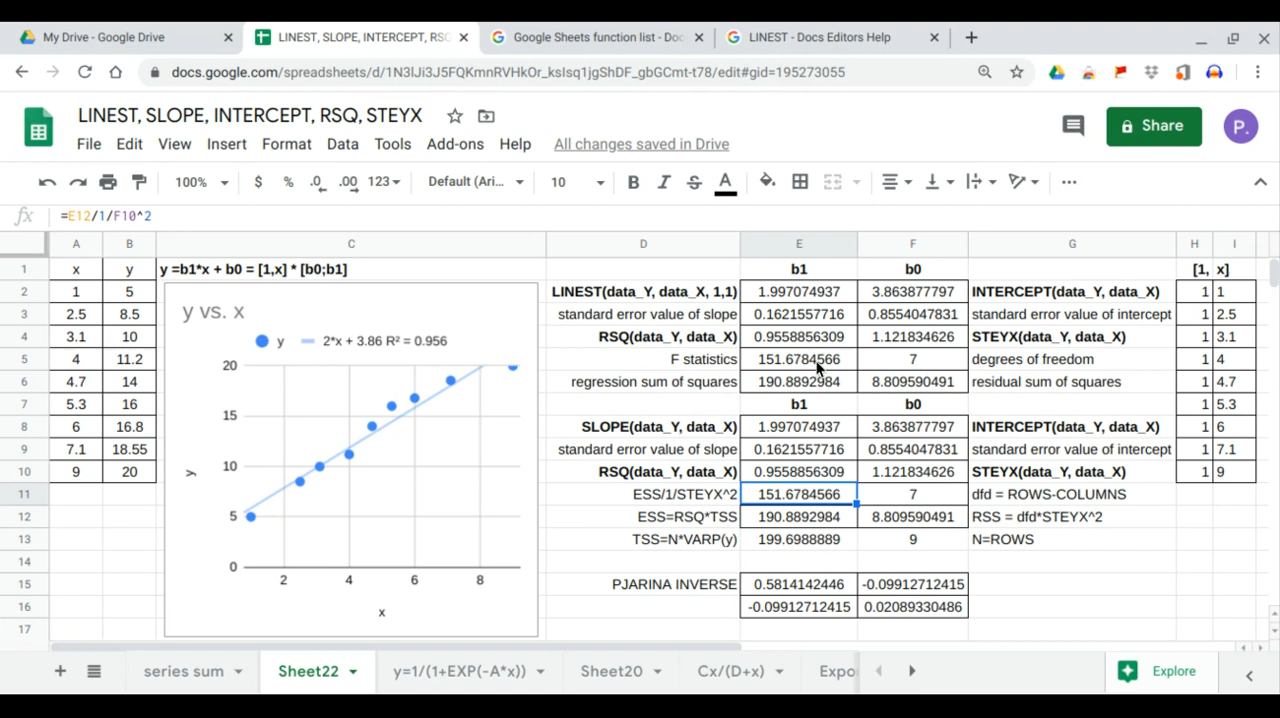 My Drive - Google Drive
LINEST, SLOPE, INTERCEPT, RSQ
Google Sheets function list - Doc
LINEST - Docs Editors Help
docs.google.com/spreadsheets/d/1N3lJi3J5FQKmnRVHkOr_ksIsq1jgShDF_gbGCmt-t78/edit#gid=195273055
LINEST, SLOPE, INTERCEPT, RSQ, STEYX
Share
P.
File Edit View Insert Format Data Tools Add-ons Help All changes saved in Drive
100% $ % .0 .00 123 Default (Ari... 10 B I S A
fx =E12/1/F10^2
A B C D E F G H I
1 x y y =b1*x + b0 = [1,x] * [b0;b1] b1 b0 [1, x]
2 1 5 LINEST(data_Y, data_X, 1,1) 1.997074937 3.863877797 INTERCEPT(data_Y, data_X) 1 1
3 2.5 8.5 standard error value of slope 0.1621557716 0.8554047831 standard error value of intercept 1 2.5
4 3.1 10 RSQ(data_Y, data_X) 0.9558856309 1.121834626 STEYX(data_Y, data_X) 1 3.1
5 4 11.2 F statistics 151.6784566 7 degrees of freedom 1 4
6 4.7 14 regression sum of squares 190.8892984 8.809590491 residual sum of squares 1 4.7
7 5.3 16 b1 b0 1 5.3
8 6 16.8 SLOPE(data_Y, data_X) 1.997074937 3.863877797 INTERCEPT(data_Y, data_X) 1 6
9 7.1 18.55 standard error value of slope 0.1621557716 0.8554047831 standard error value of intercept 1 7.1
10 9 20 RSQ(data_Y, data_X) 0.9558856309 1.121834626 STEYX(data_Y, data_X) 1 9
11 ESS/1/STEYX^2 151.6784566 7 dfd = ROWS-COLUMNS
12 ESS=RSQ*TSS 190.8892984 8.809590491 RSS = dfd*STEYX^2
13 TSS=N*VARP(y) 199.6988889 9 N=ROWS
14
15 PJARINA INVERSE 0.5814142446 -0.09912712415
16 -0.09912712415 0.02089330486
17
y vs. x
y 2*x + 3.86 R² = 0.956
20
15
10
5
0
y
2 4 6 8
x
series sum Sheet22 y=1/(1+EXP(-A*x)) Sheet20 Cx/(D+x) Expo
Explore